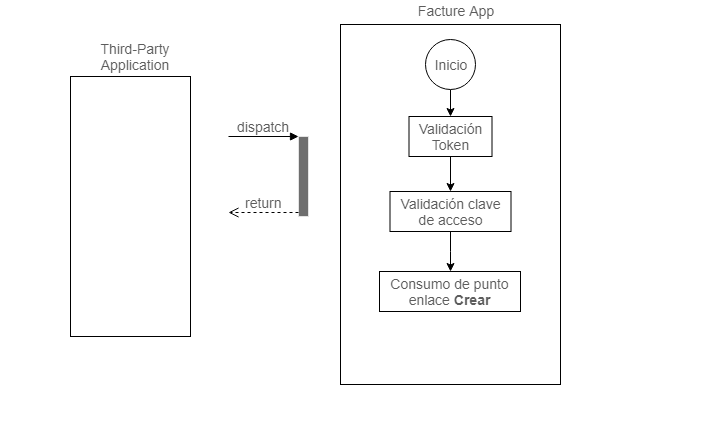 Facture App
Third-Party
Application
Inicio
dispatch
Validación
Token
return
Validación clave
de acceso
Consumo de punto
enlace Crear